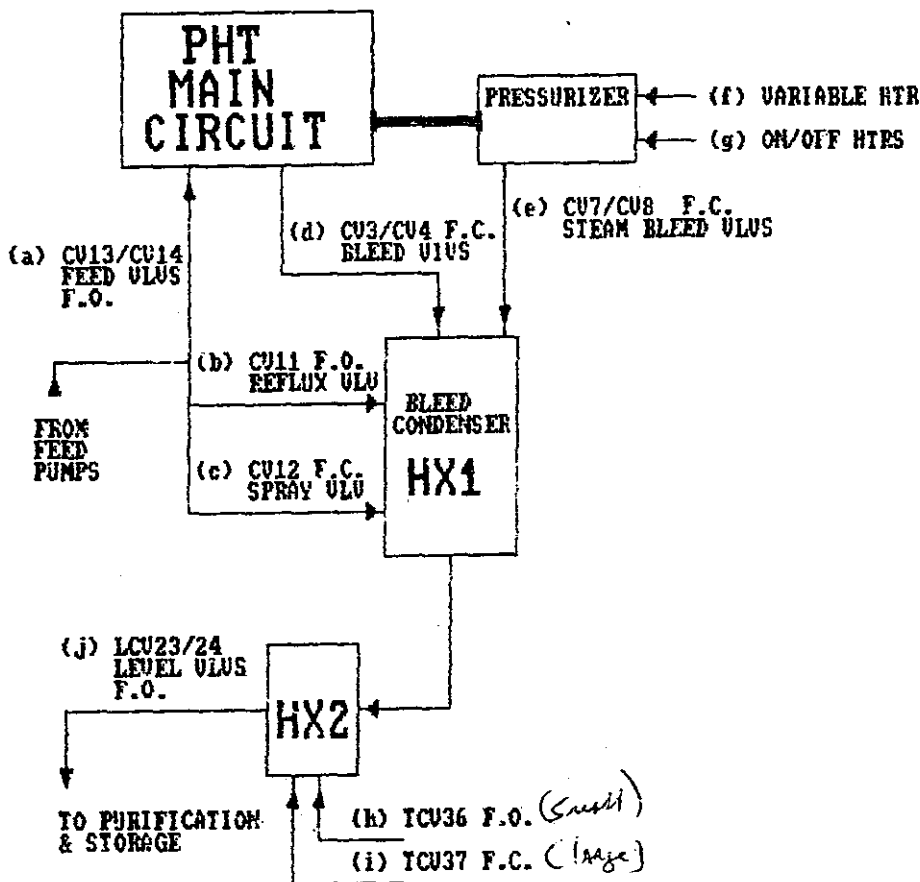 PHT
MAIN
CIRCUIT
PRESSURIZER
(f) VARIABLE HTR
(g) ON/OFF HTRS
(a) CV13/CV14
FEED VLVS
F.O.
(d) CV3/CV4 F.C.
BLEED VLVS
(e) CV7/CV8 F.C.
STEAM BLEED VLVS
(b) CV11 F.O.
REFLUX VLV
FROM
FEED
PUMPS
(c) CV12 F.C.
SPRAY VLV
BLEED
CONDENSER
HX1
(j) LCV23/24
LEVEL VLVS
F.O.
HX2
TO PURIFICATION
& STORAGE
(h) TCV36 F.O. (Small)
(i) TCV37 F.C. (large)